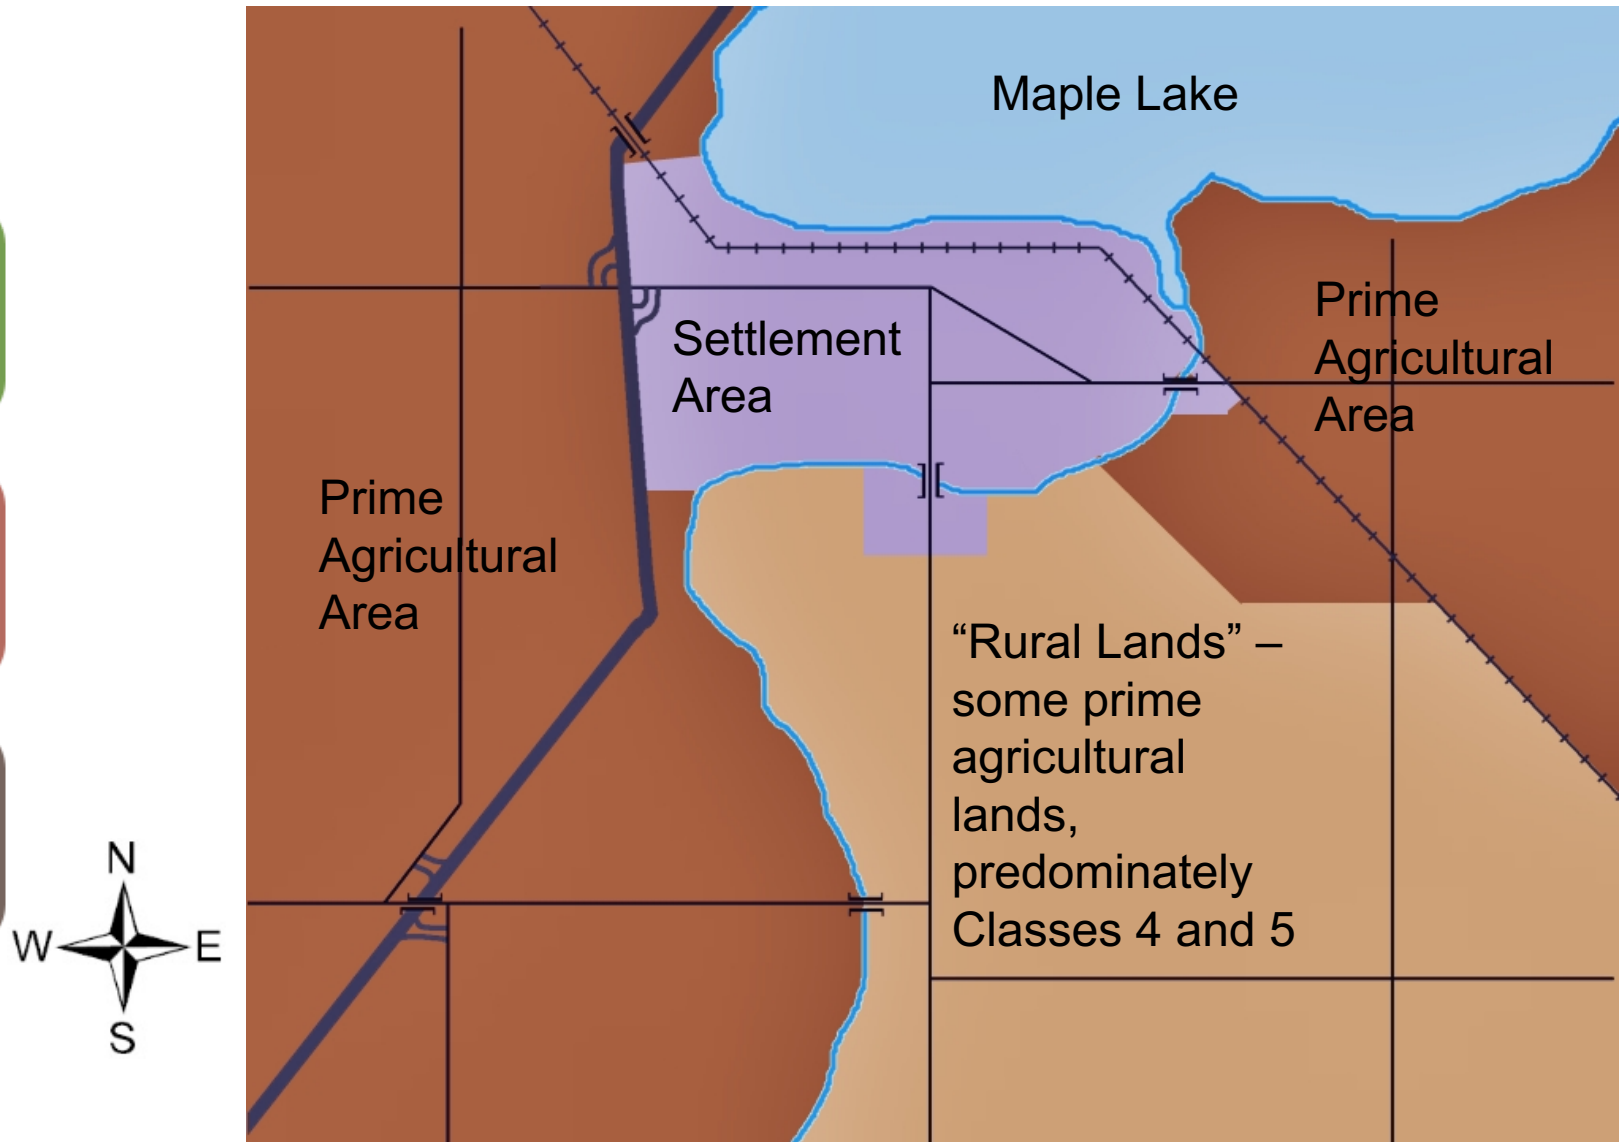 Maple Lake
Prime
Agricultural
Area
Settlement
Area
Prime
Agricultural
Area
“Rural Lands” –
some prime
agricultural
lands,
predominately
Classes 4 and 5
N
W E
S